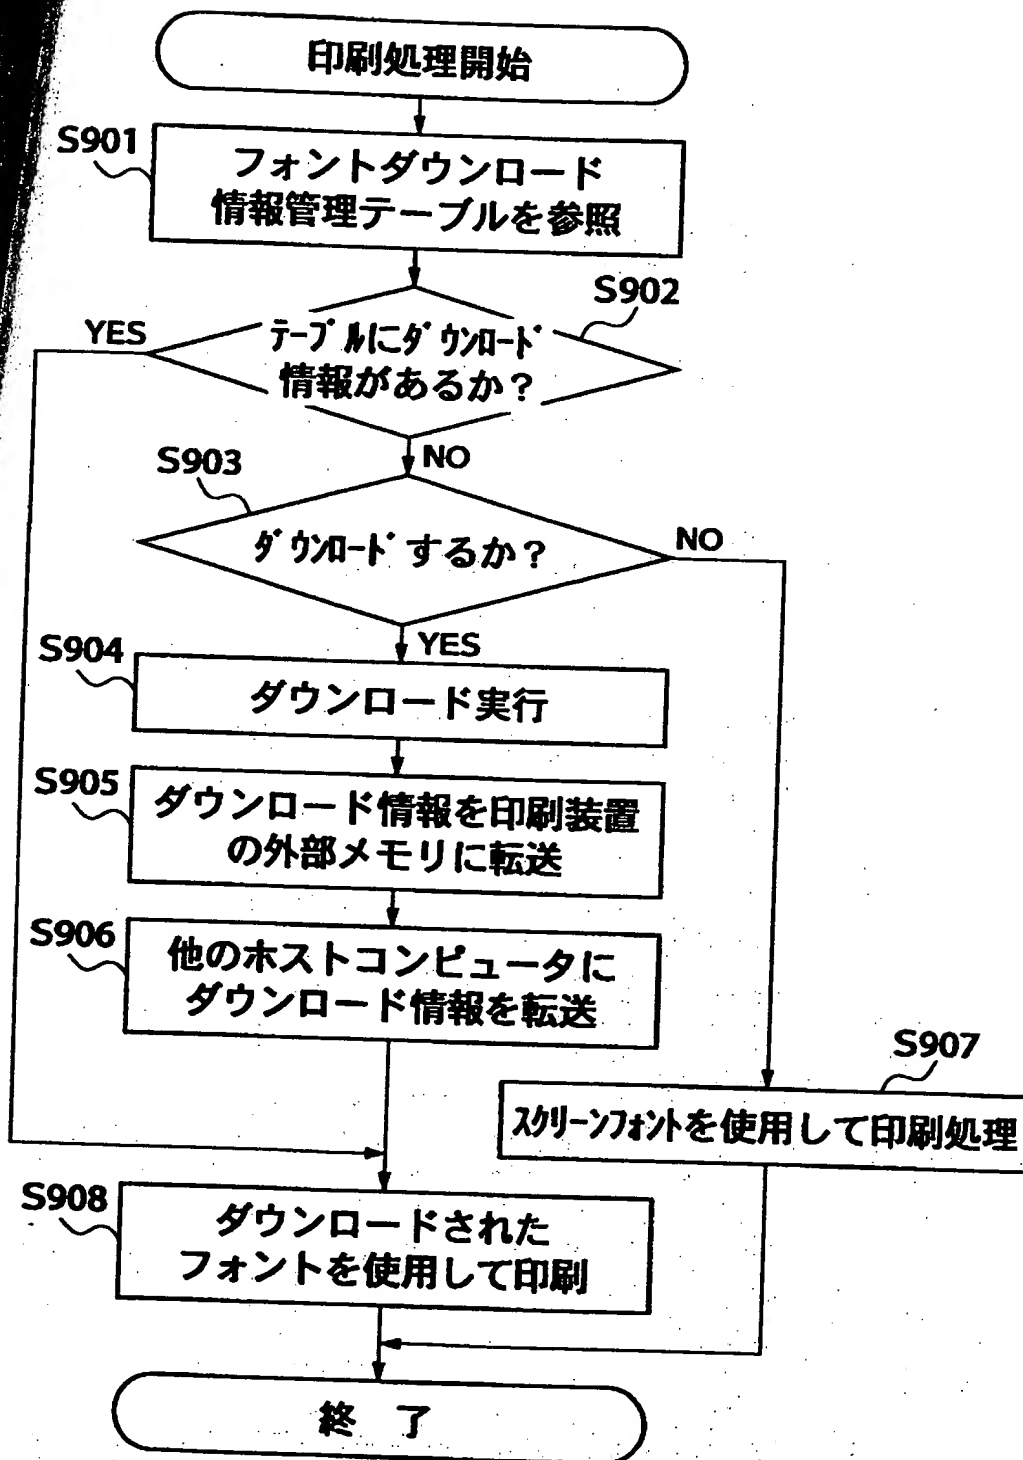 印刷処理開始
S901
フォントダウンロード
情報管理テーブルを参照
S902
YES
テーブルにダウンロード
情報があるか?
NO
S903
ダウンロードするか?
NO
YES
S904
ダウンロード実行
S905
ダウンロード情報を印刷装置
の外部メモリに転送
S906
他のホストコンピュータに
ダウンロード情報を転送
S907
スクリーンフォントを使用して印刷処理
S908
ダウンロードされた
フォントを使用して印刷
終 了